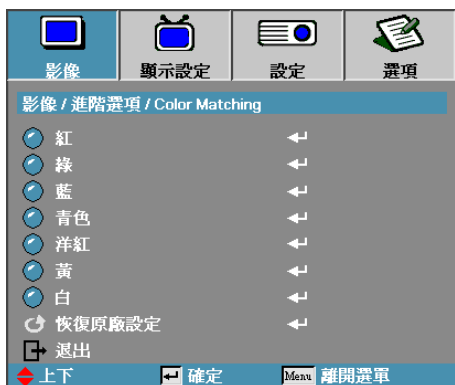 影像 顯示設定 設定 選項
影像 / 進階選項 / Color Matching
紅
綠
藍
青色
洋紅
黃
白
恢復原廠設定
退出
上下 確定 Menu 離開選單